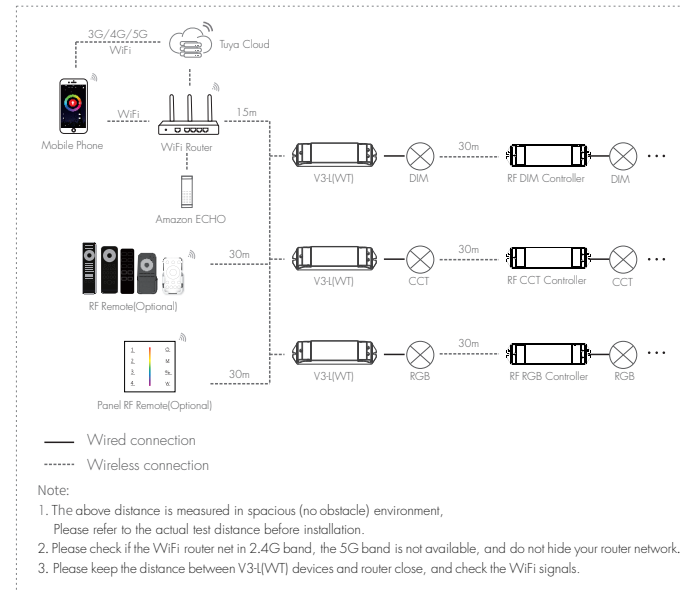 3G/4G/5G
WiFi
Tuya Cloud
WiFi
15m
Mobile Phone
WiFi Router
30m
V3-L(WT)
DIM
RF DIM Controller
DIM
Amazon ECHO
30m
30m
V3-L(WT)
CCT
RF CCT Controller
CCT
RF Remote(Optional)
1.
2.
3.
4.
30m
30m
V3-L(WT)
RGB
RF RGB Controller
RGB
Panel RF Remote(Optional)
Wired connection
Wireless connection
Note:
1. The above distance is measured in spacious (no obstacle) environment,
Please refer to the actual test distance before installation.
2. Please check if the WiFi router net in 2.4G band, the 5G band is not available, and do not hide your router network.
3. Please keep the distance between V3-L(WT) devices and router close, and check the WiFi signals.